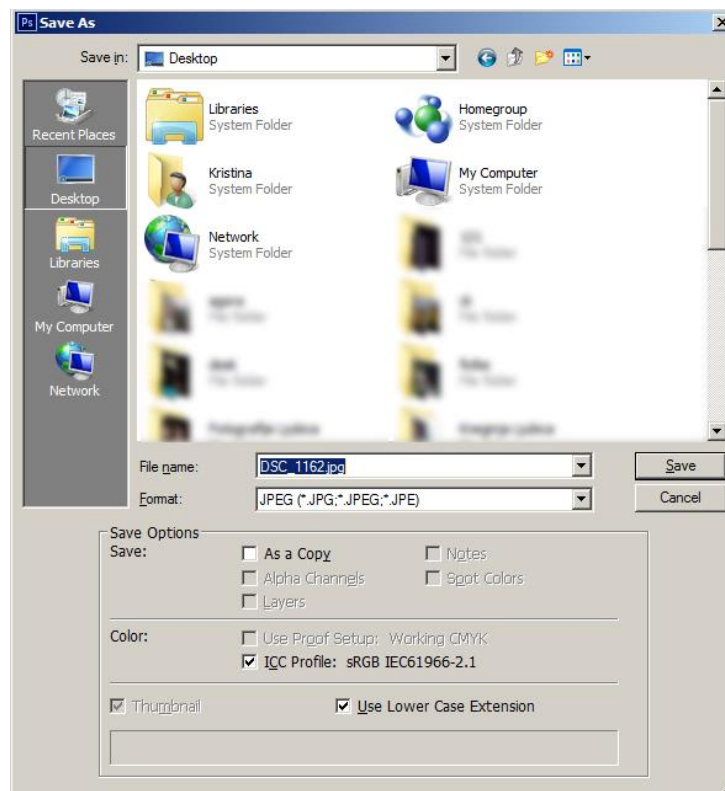 Ps Save As
Save in: Desktop
Recent Places
Desktop
Libraries
My Computer
Network
Libraries
System Folder
Homegroup
System Folder
Kristina
System Folder
My Computer
System Folder
Network
System Folder
File name: DSC_1162.jpg
Save
Format: JPEG (*.JPG;*.JPEG;*.JPE)
Cancel
Save Options
Save: As a Copy Notes
Alpha Channels Spot Colors
Layers
Color: Use Proof Setup: Working CMYK
ICC Profile: sRGB IEC61966-2.1
Thumbnail Use Lower Case Extension